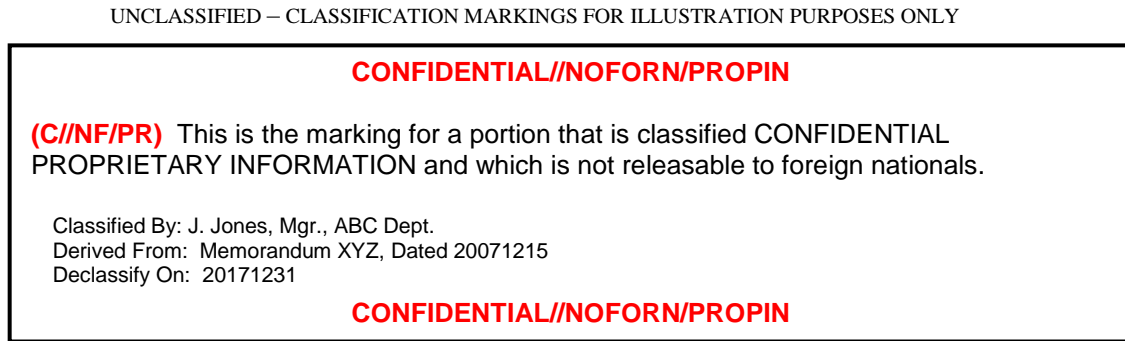 UNCLASSIFIED – CLASSIFICATION MARKINGS FOR ILLUSTRATION PURPOSES ONLY
CONFIDENTIAL//NOFORN/PROPIN
(C//NF/PR) This is the marking for a portion that is classified CONFIDENTIAL
PROPRIETARY INFORMATION and which is not releasable to foreign nationals.
Classified By: J. Jones, Mgr., ABC Dept.
Derived From: Memorandum XYZ, Dated 20071215
Declassify On: 20171231
CONFIDENTIAL//NOFORN/PROPIN